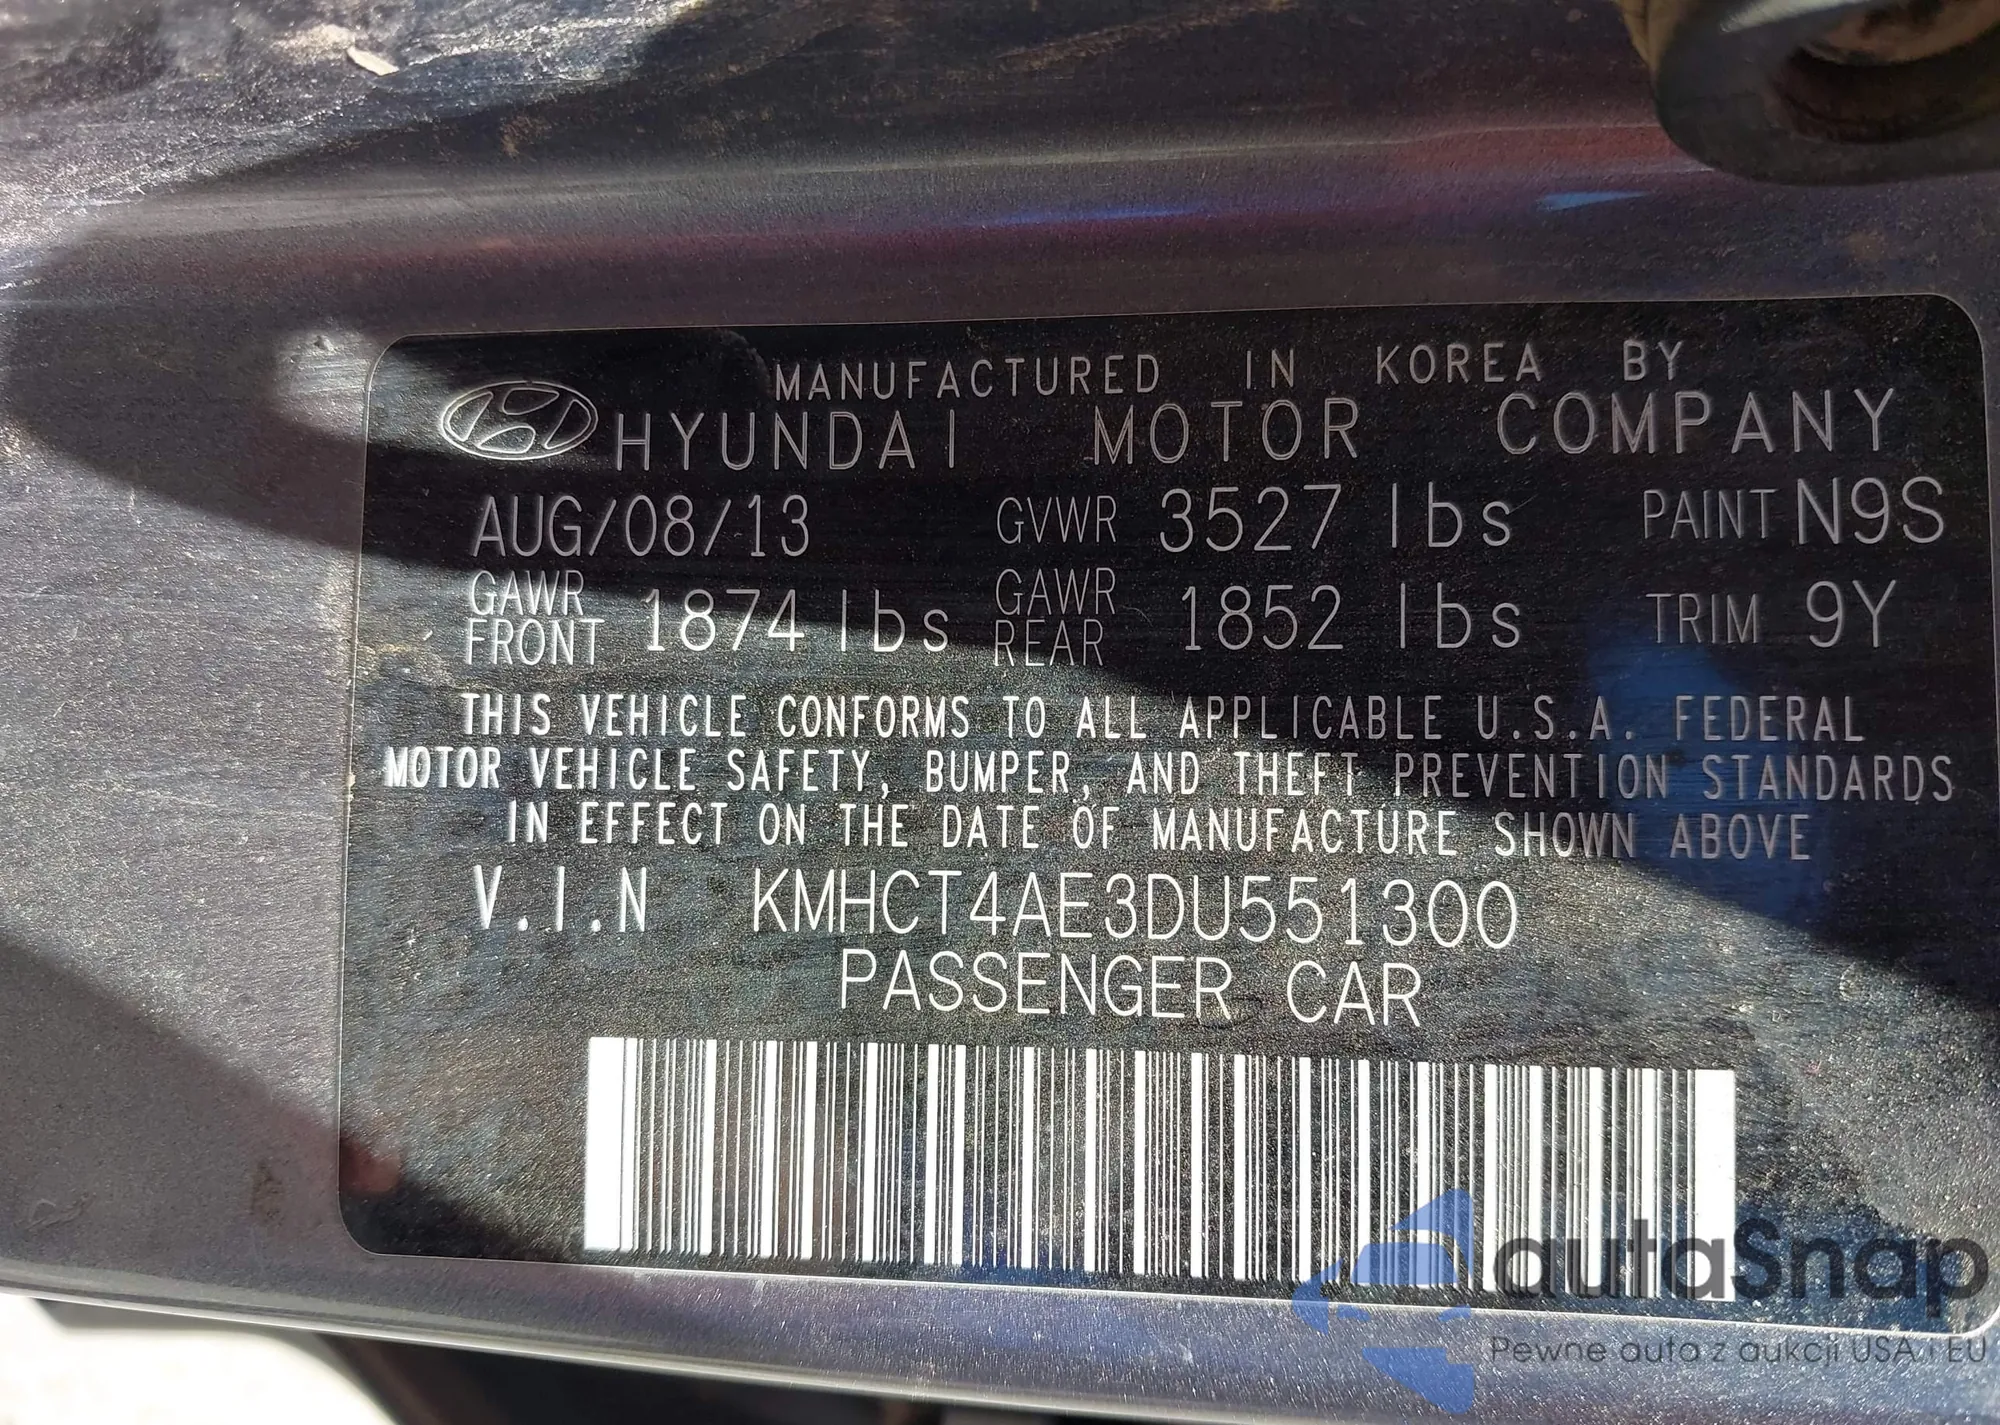 MANUFACTURED IN KOREA BY
HYUNDAI MOTOR COMPANY
AUG/08/13 GVWR 3527 lbs PAINT N9S
GAWR FRONT 1874 lbs GAWR REAR 1852 lbs TRIM 9Y
THIS VEHICLE CONFORMS TO ALL APPLICABLE U.S.A. FEDERAL
MOTOR VEHICLE SAFETY, BUMPER, AND THEFT PREVENTION STANDARDS
IN EFFECT ON THE DATE OF MANUFACTURE SHOWN ABOVE
V.I.N KMHCT4AE3DU551300
PASSENGER CAR
autoSnap
Pewne auta z aukcji USA i EU